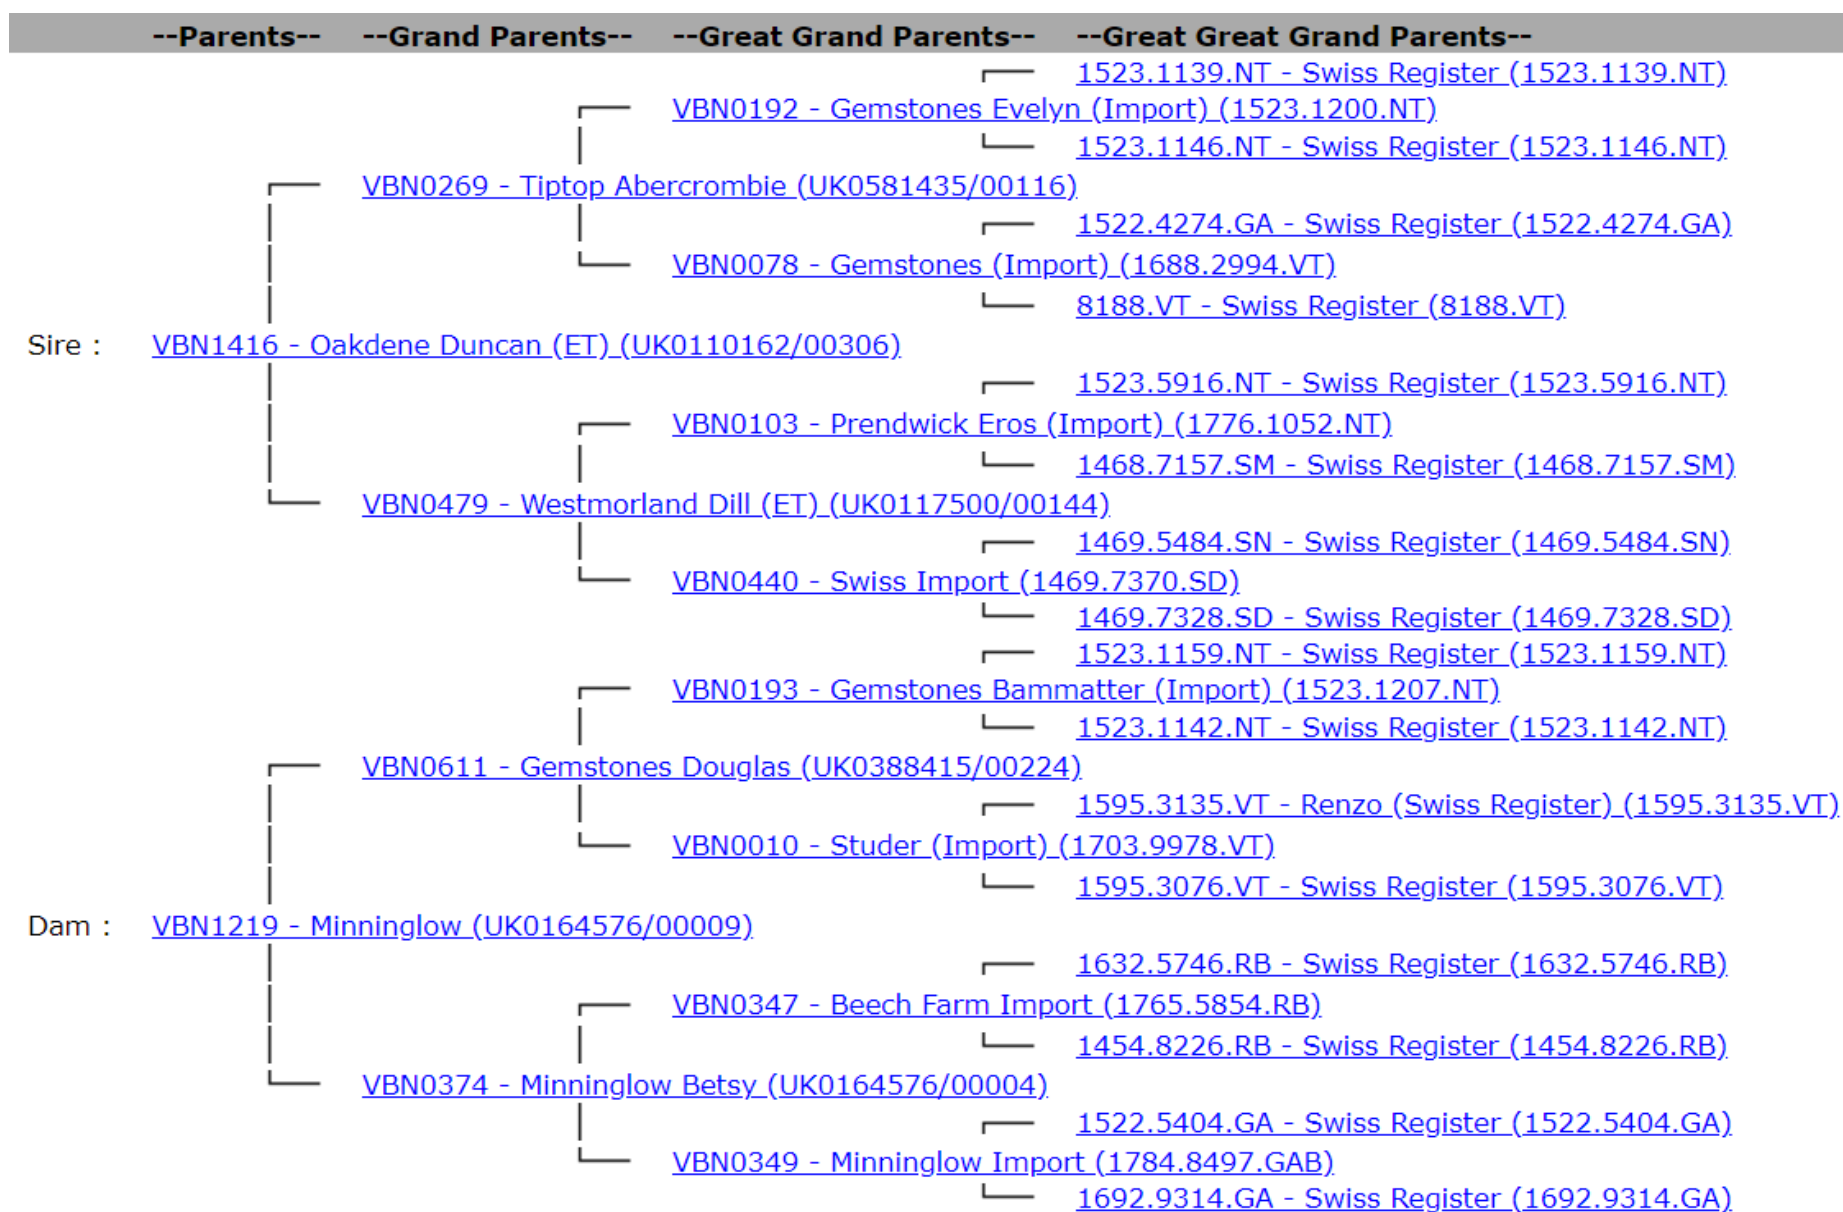 --Parents-- --Grand Parents-- --Great Grand Parents-- --Great Great Grand Parents--
1523.1139.NT - Swiss Register (1523.1139.NT)
VBN0192 - Gemstones Evelyn (Import) (1523.1200.NT)
1523.1146.NT - Swiss Register (1523.1146.NT)
VBN0269 - Tiptop Abercrombie (UK0581435/00116)
1522.4274.GA - Swiss Register (1522.4274.GA)
VBN0078 - Gemstones (Import) (1688.2994.VT)
8188.VT - Swiss Register (8188.VT)
Sire : VBN1416 - Oakdene Duncan (ET) (UK0110162/00306)
1523.5916.NT - Swiss Register (1523.5916.NT)
VBN0103 - Prendwick Eros (Import) (1776.1052.NT)
1468.7157.SM - Swiss Register (1468.7157.SM)
VBN0479 - Westmorland Dill (ET) (UK0117500/00144)
1469.5484.SN - Swiss Register (1469.5484.SN)
VBN0440 - Swiss Import (1469.7370.SD)
1469.7328.SD - Swiss Register (1469.7328.SD)
1523.1159.NT - Swiss Register (1523.1159.NT)
VBN0193 - Gemstones Bammatter (Import) (1523.1207.NT)
1523.1142.NT - Swiss Register (1523.1142.NT)
VBN0611 - Gemstones Douglas (UK0388415/00224)
1595.3135.VT - Renzo (Swiss Register) (1595.3135.VT)
VBN0010 - Studer (Import) (1703.9978.VT)
1595.3076.VT - Swiss Register (1595.3076.VT)
Dam : VBN1219 - Minninglow (UK0164576/00009)
1632.5746.RB - Swiss Register (1632.5746.RB)
VBN0347 - Beech Farm Import (1765.5854.RB)
1454.8226.RB - Swiss Register (1454.8226.RB)
VBN0374 - Minninglow Betsy (UK0164576/00004)
1522.5404.GA - Swiss Register (1522.5404.GA)
VBN0349 - Minninglow Import (1784.8497.GAB)
1692.9314.GA - Swiss Register (1692.9314.GA)